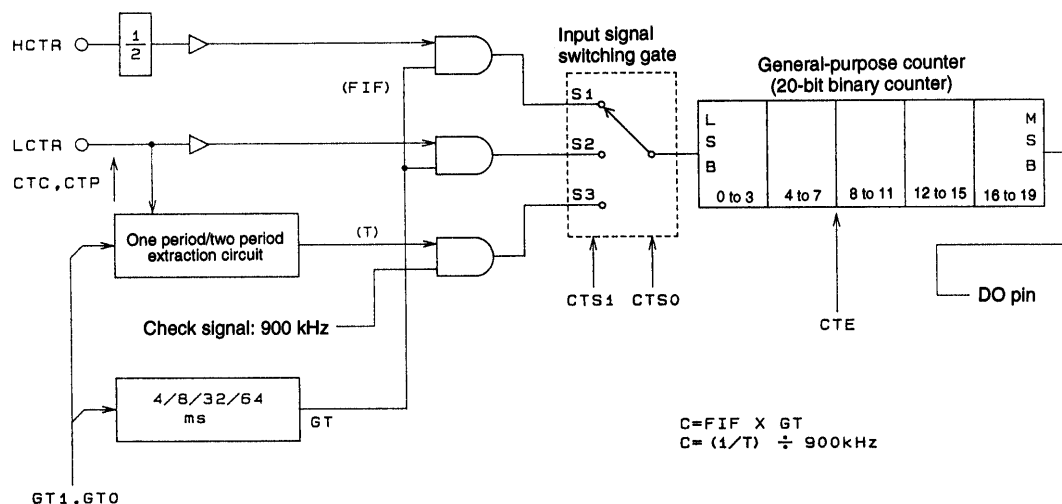 HCTR
1
2
(FIF)
Input signal
switching gate
General-purpose counter
(20-bit binary counter)
S1
LCTR
S2
L
S
B
M
S
B
0 to 3
4 to 7
8 to 11
12 to 15
16 to 19
CTC,CTP
S3
One period/two period
extraction circuit
(T)
CTS1
CTS0
DO pin
Check signal: 900 kHz
CTE
4/8/32/64
ms
GT
C=FIF X GT
C= (1/T) ÷ 900kHz
GT1,GT0